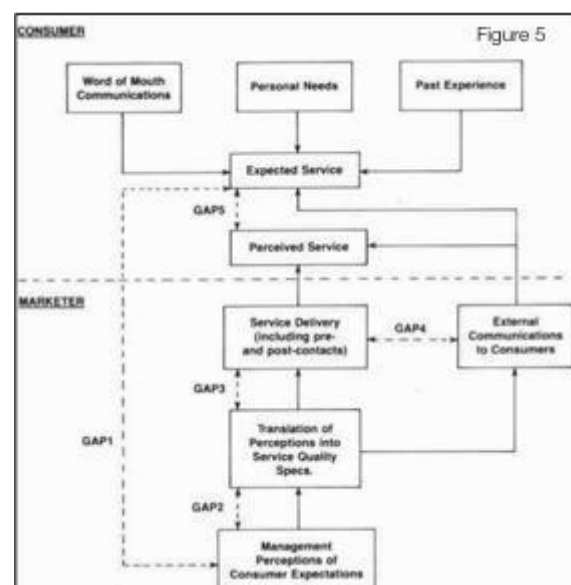 CONSUMER
Figure 5
Word of Mouth
Communications
Personal Needs
Past Experience
Expected Service
GAP5
Perceived Service
MARKETER
Service Delivery
(including pre-
and post-contacts)
GAP4
External
Communications
to Consumers
GAP3
GAP1
Translation of
Perceptions into
Service Quality
Specs.
GAP2
Management
Perceptions of
Consumer Expectations